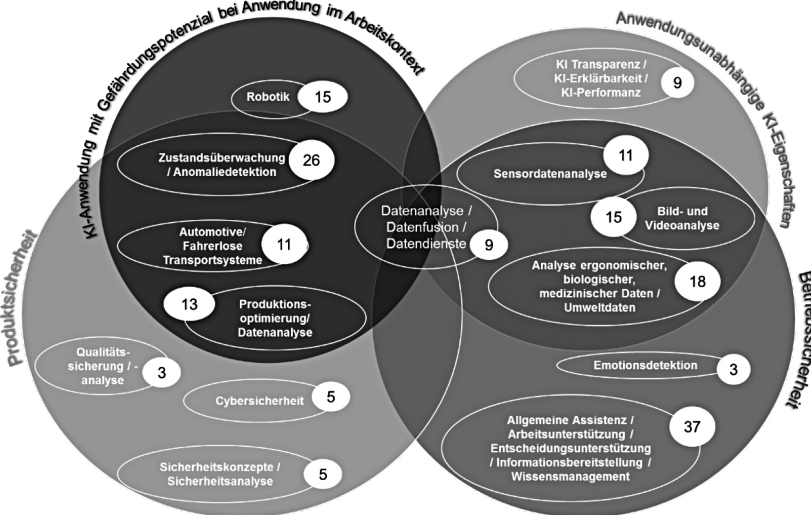 KI-Anwendung mit Gefährdungspotenzial bei Anwendung im Arbeitskontext
Anwendungsunabhängige KI-Eigenschaften
Produktsicherheit
Betriebssicherheit
Robotik
15
KI Transparenz /
KI-Erklärbarkeit /
KI-Performanz
9
Zustandsüberwachung
/ Anomaliedetektion
26
Sensordatenanalyse
11
Datenanalyse /
Datenfusion /
Datendienste
9
Bild- und
Videoanalyse
15
Automotive/
Fahrerlose
Transportsysteme
11
Analyse ergonomischer,
biologischer,
medizinischer Daten /
Umweltdaten
18
13
Produktions-
optimierung/
Datenanalyse
Qualitäts-
sicherung / -
analyse
3
Cybersicherheit
5
Emotionsdetektion
3
Allgemeine Assistenz /
Arbeitsunterstützung /
Entscheidungsunterstützung
/ Informationsbereitstellung /
Wissensmanagement
37
Sicherheitskonzepte /
Sicherheitsanalyse
5